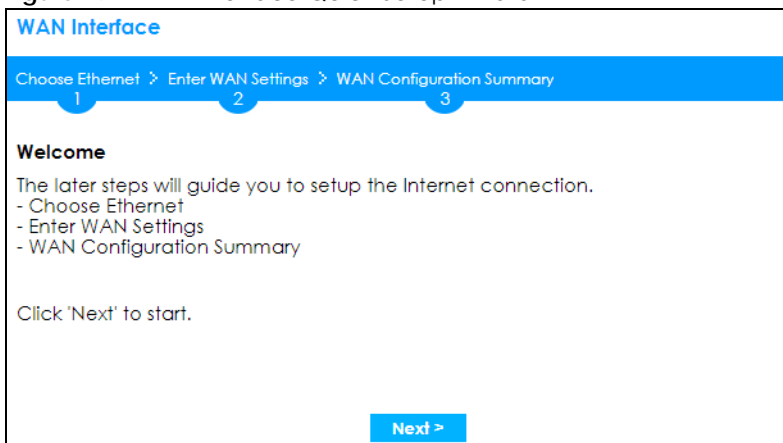 WAN Interface
Choose Ethernet > Enter WAN Settings > WAN Configuration Summary
1 2 3
Welcome
The later steps will guide you to setup the Internet connection.
- Choose Ethernet
- Enter WAN Settings
- WAN Configuration Summary
Click 'Next' to start.
Next >